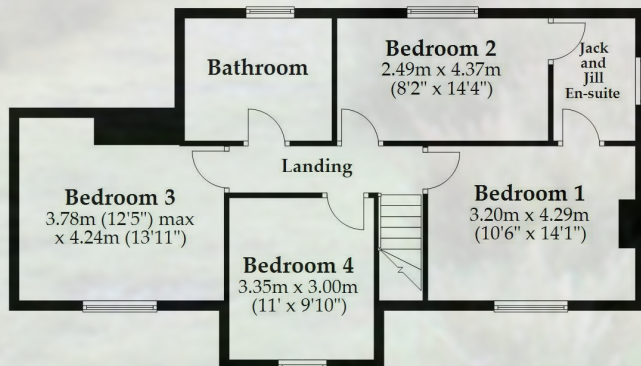 Bathroom
Bedroom 2
2.49m x 4.37m
(8'2" x 14'4")
Jack
and
Jill
En-suite
Landing
Bedroom 3
3.78m (12'5") max
x 4.24m (13'11")
Bedroom 4
3.35m x 3.00m
(11' x 9'10")
Bedroom 1
3.20m x 4.29m
(10'6" x 14'1")